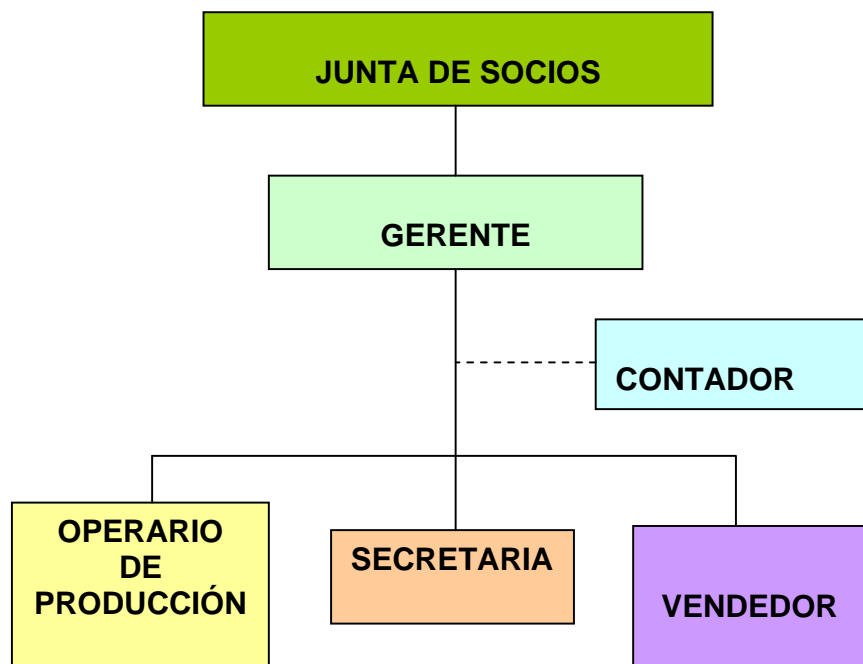 JUNTA DE SOCIOS
GERENTE
CONTADOR
OPERARIO
DE
PRODUCCIÓN
SECRETARIA
VENDEDOR